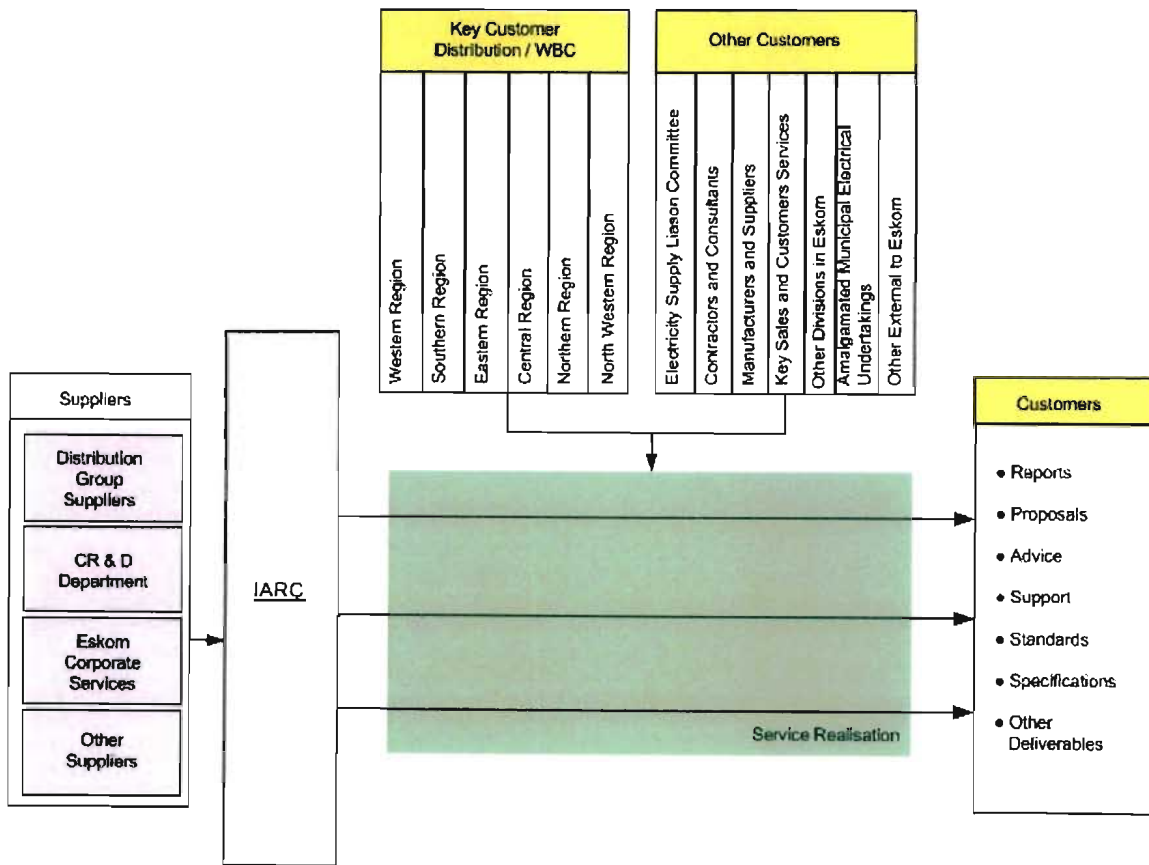 Key Customer
Distribution / WBC
Western Region
Southern Region
Eastern Region
Central Region
Northern Region
North Western Region
Other Customers
Electricity Supply Liason Committee
Contractors and Consultants
Manufacturers and Suppliers
Key Sales and Customers Services
Other Divisions in Eskom
Amalgamated Municipal Electrical
Undertakings
Other External to Eskom
Suppliers
Distribution
Group
Suppliers
CR & D
Department
Eskom
Corporate
Services
Other
Suppliers
IARC
Service Realisation
Customers
• Reports
• Proposals
• Advice
• Support
• Standards
• Specifications
• Other
Deliverables